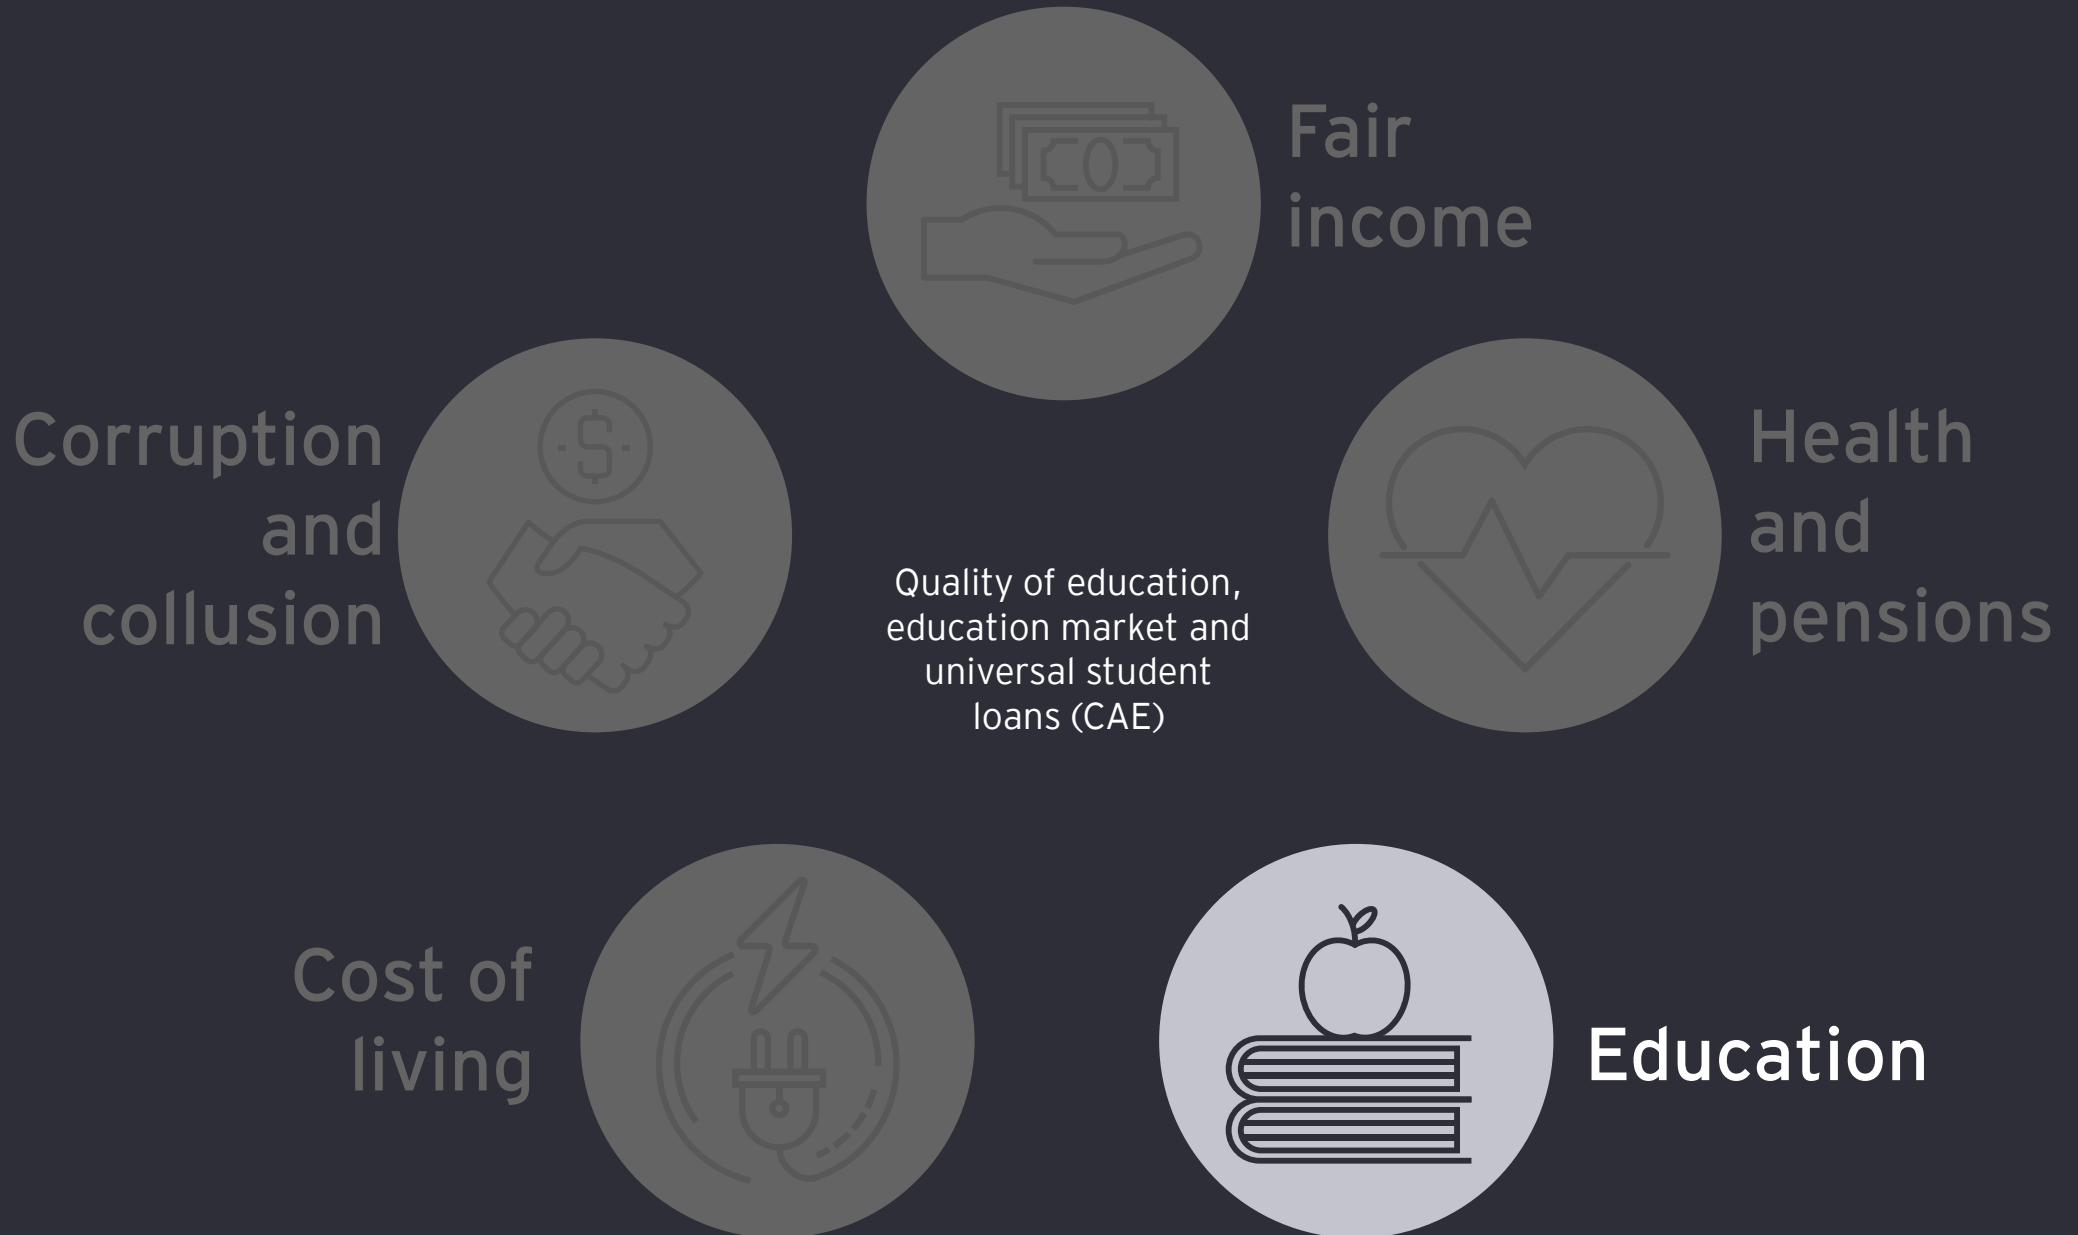 Fair
income
Corruption
and
collusion
Health
and
pensions
Quality of education,
education market and
universal student
loans (CAE)
Cost of
living
Education